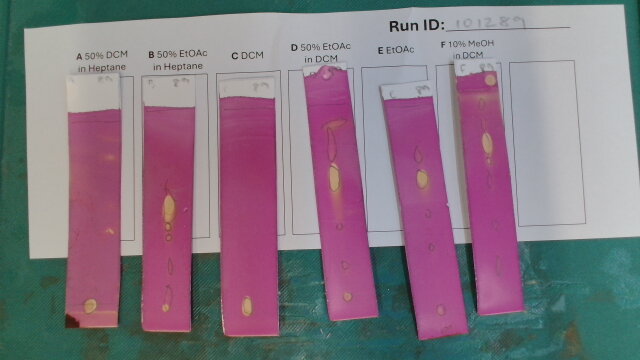 Run ID: 101289
A 50% DCM
in Heptane
B 50% EtOAc
in Heptane
C DCM
D 50% EtOAc
in DCM
E EtOAc
F 10% MeOH
in DCM